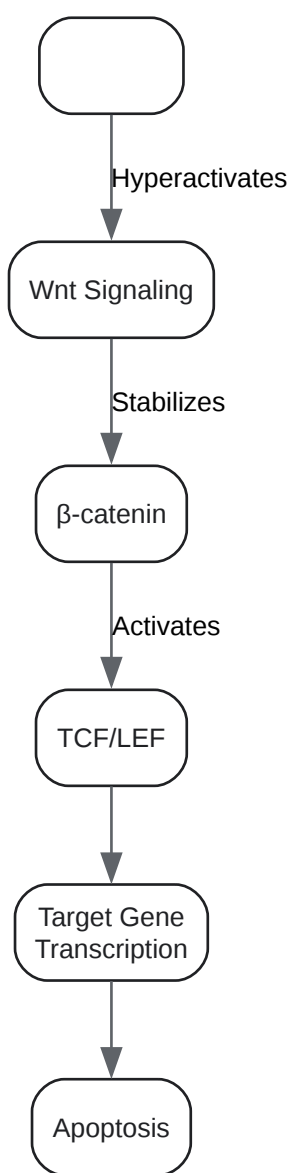 Hyperactivates
Wnt Signaling
Stabilizes
β-catenin
Activates
TCF/LEF
Target Gene
Transcription
Apoptosis